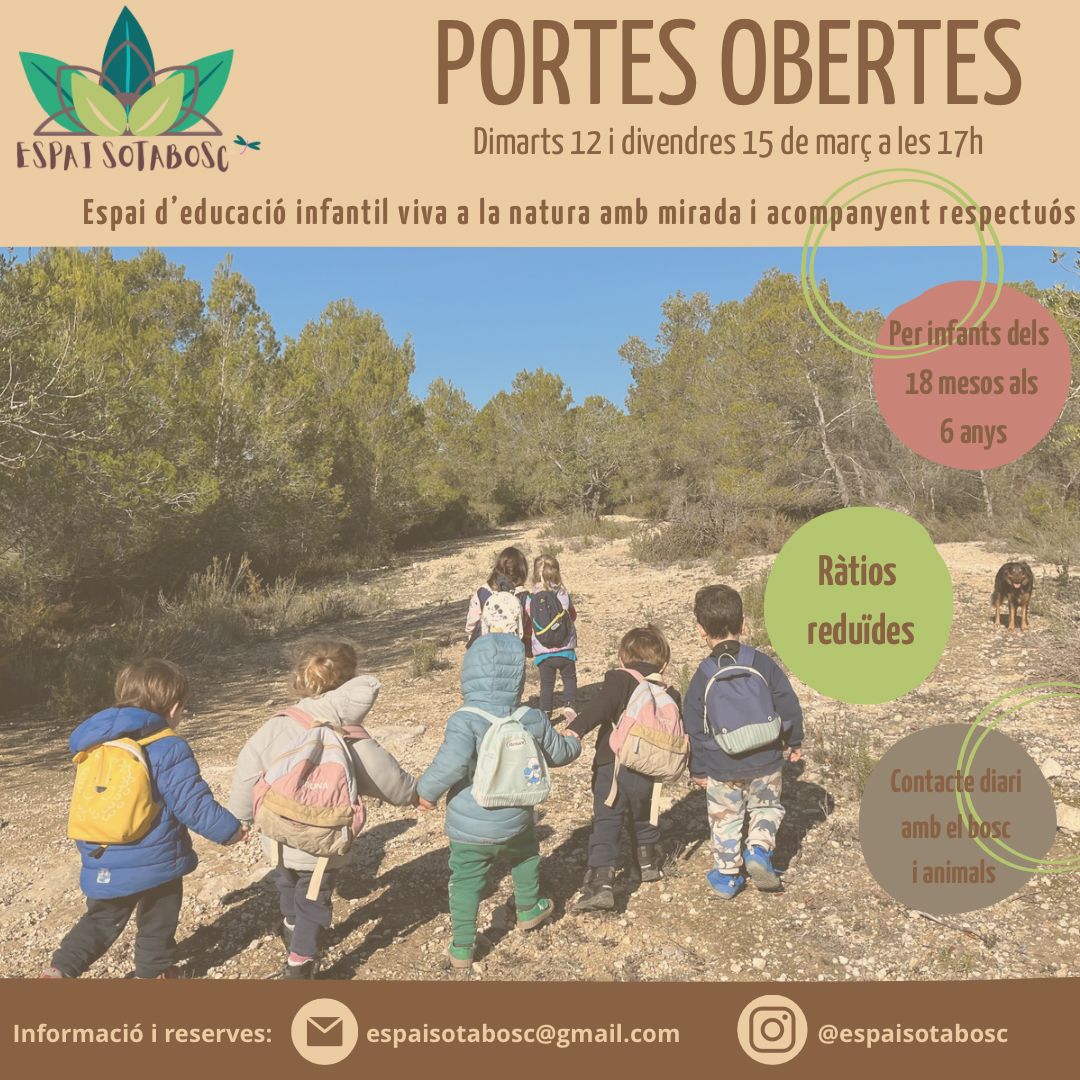 ESPAI SOTABOSC
PORTES OBERTES
Dimarts 12 i divendres 15 de març a les 17h
Espai d'educació infantil viva a la natura amb mirada i acompanyent respectuós
Per infants dels
18 mesos als
6 anys
Ràtios
reduïdes
Contacte diari
amb el bosc
i animals
Informació i reserves:
espaisotabosc@gmail.com
@espaisotabosc